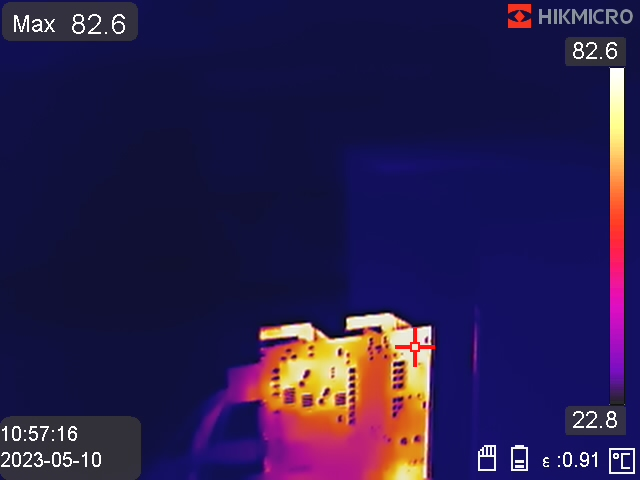 Max 82.6
HIKMICRO
82.6
22.8
10:57:16
2023-05-10
ε :0.91 °C